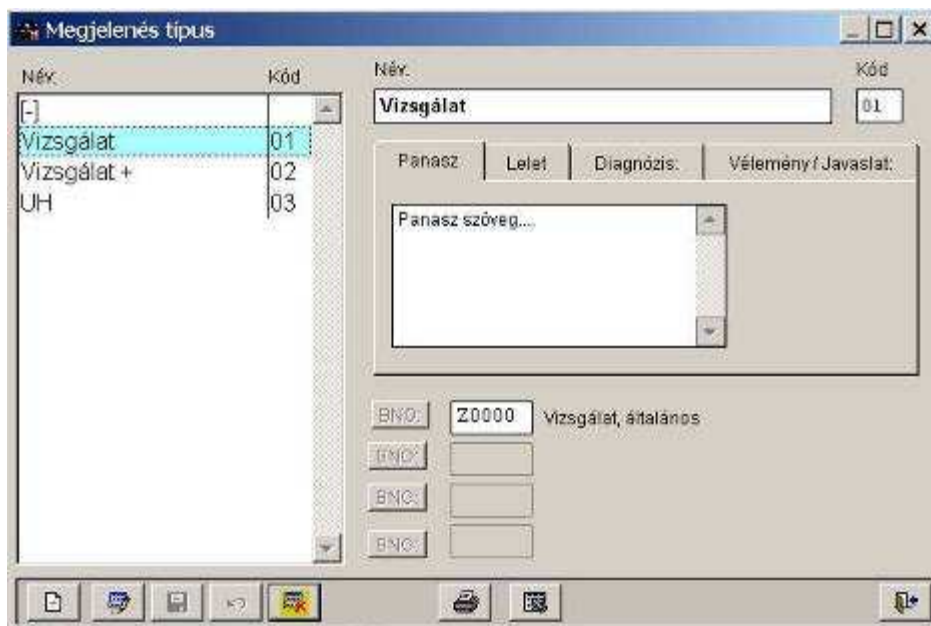 Megjelenés típus
Név.
Kód
[-]
Vizsgálat
01
Vizsgálat +
02
UH
03
Név.
Kód
Vizsgálat
01
Panasz
Lelet
Diagnózis:
Vélemény / Javaslat:
Panasz szöveg....
BNO:
Z0000
Vizsgálat, általános
BNO:
BNO:
BNO: